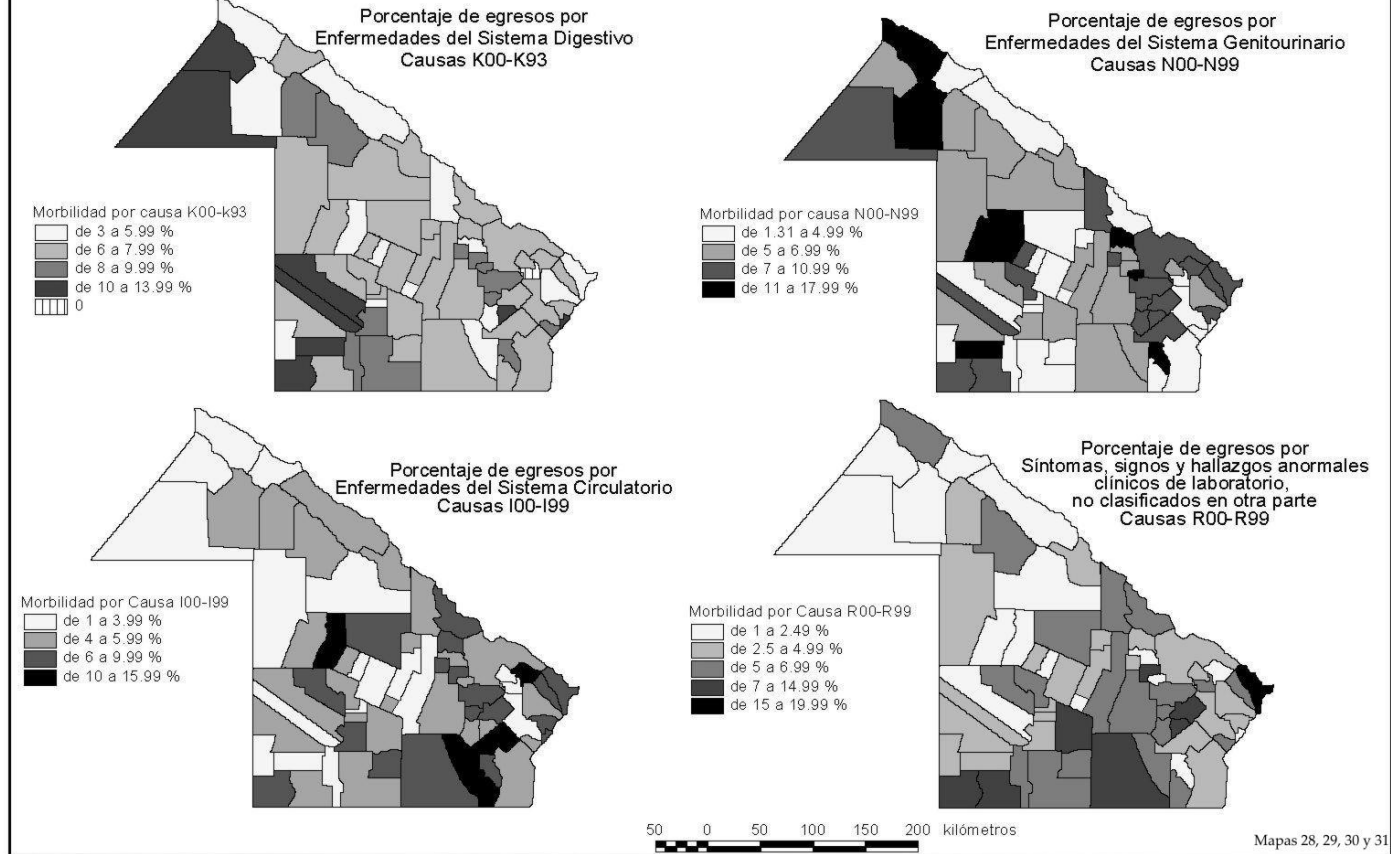 Porcentaje de egresos por
Enfermedades del Sistema Digestivo
Causas K00-K93
Morbilidad por causa K00-k93
de 3 a 5.99 %
de 6 a 7.99 %
de 8 a 9.99 %
de 10 a 13.99 %
0
Porcentaje de egresos por
Enfermedades del Sistema Genitourinario
Causas N00-N99
Morbilidad por causa N00-N99
de 1.31 a 4.99 %
de 5 a 6.99 %
de 7 a 10.99 %
de 11 a 17.99 %
Porcentaje de egresos por
Enfermedades del Sistema Circulatorio
Causas I00-I99
Morbilidad por Causa I00-I99
de 1 a 3.99 %
de 4 a 5.99 %
de 6 a 9.99 %
de 10 a 15.99 %
Porcentaje de egresos por
Síntomas, signos y hallazgos anormales
clínicos de laboratorio,
no clasificados en otra parte
Causas R00-R99
Morbilidad por Causa R00-R99
de 1 a 2.49 %
de 2.5 a 4.99 %
de 5 a 6.99 %
de 7 a 14.99 %
de 15 a 19.99 %
50 0 50 100 150 200 kilómetros
Mapas 28, 29, 30 y 31